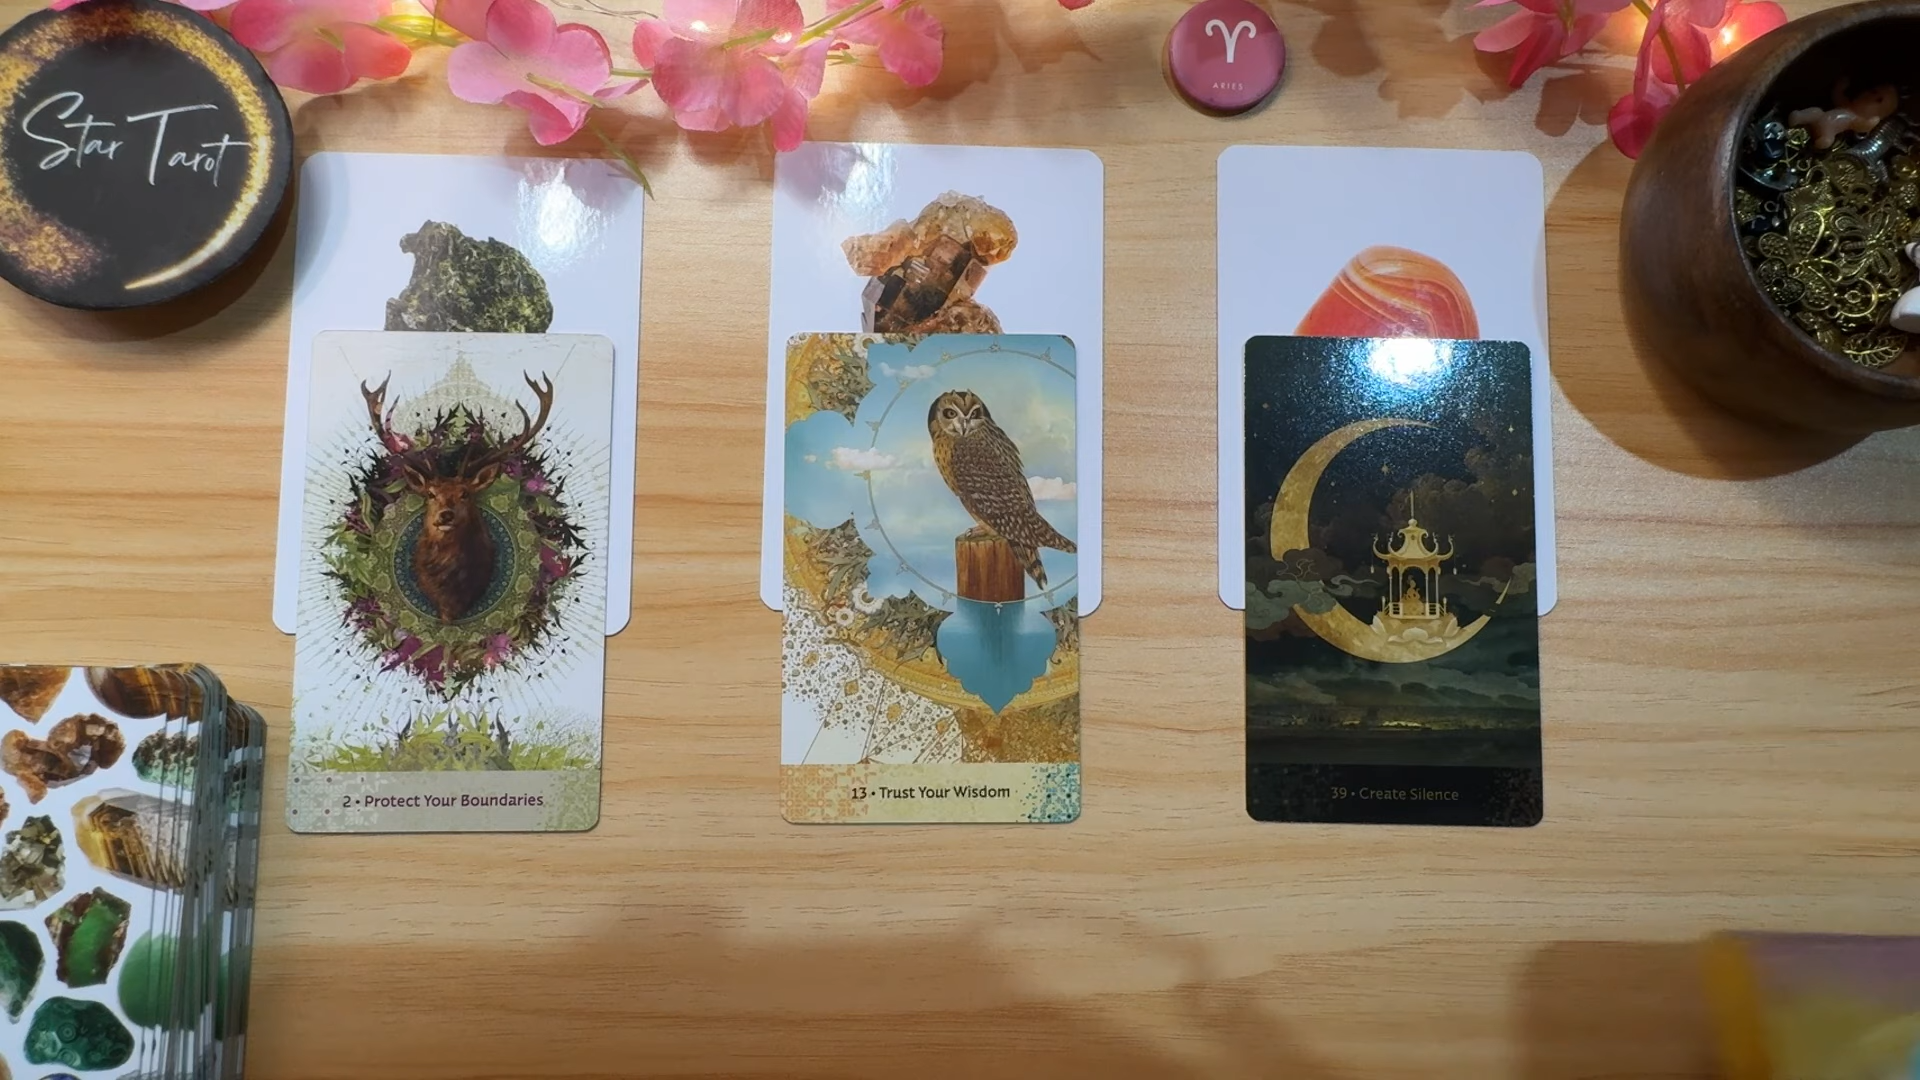 Star Tarot
ARIES
2 • Protect Your Boundaries
13 • Trust Your Wisdom
39 • Create Silence